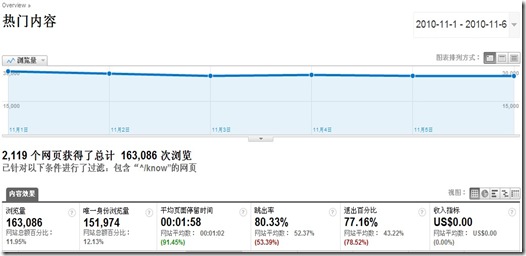 Overview »
热门内容
2010-11-1 - 2010-11-6
浏览量
图表排列方式：
30,000
30,000
15,000
15,000
11月1日
11月2日
11月3日
11月4日
11月5日
2,119 个网页获得了总计 163,086 次浏览
已针对以下条件进行了过滤：包含 "^/know"的网页
内容效果
视图：
浏览量
163,086
网站总额百分比：
11.95%
唯一身份浏览量
151,974
网站总额百分比：
12.13%
平均页面停留时间
00:01:58
网站平均数： 00:01:02
(91.45%)
跳出率
80.33%
网站平均数： 52.37%
(53.39%)
退出百分比
77.16%
网站平均数： 43.22%
(78.52%)
收入指标
US$0.00
网站平均数： US$0.00
(0.00%)